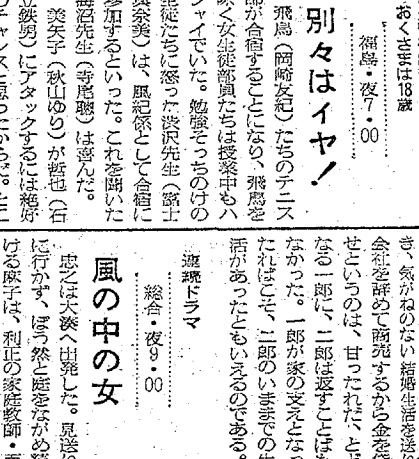 おくさまは18歳
福島・夜7・00
別々はイヤ！
飛鳥（岡崎友紀）たちのテニス
部が合宿することになり、飛鳥を
除く女生徒部員たちは授業中もハ
シャイでいた。勉強そっちのけの
生徒たちに怒った渋沢先生（富士
真奈美）は、風紀係として合宿に
参加するといった。これを聞いた
海沼先生（寺尾聰）は喜んだ。
美矢子（秋山ゆり）が哲也（石
立鉄男）にアタックするには絶好
のチャンスと思ったからだ。
き、気がねのない結婚生活を送り
会社を辞めて商売するから金を貸
せというのは、甘ったれだ、とど
なる一郎に、二郎は返すことばも
なかった。一郎が家の支えとなっ
たればこそ、二郎のいままでの生
活があったともいえるのである。
連続ドラマ
総合・夜9・00
風の中の女
忠之は大湊へ出発した。見送り
に行かず、ぼう然と庭をながめ続
ける麻子は、利正の家庭教師・